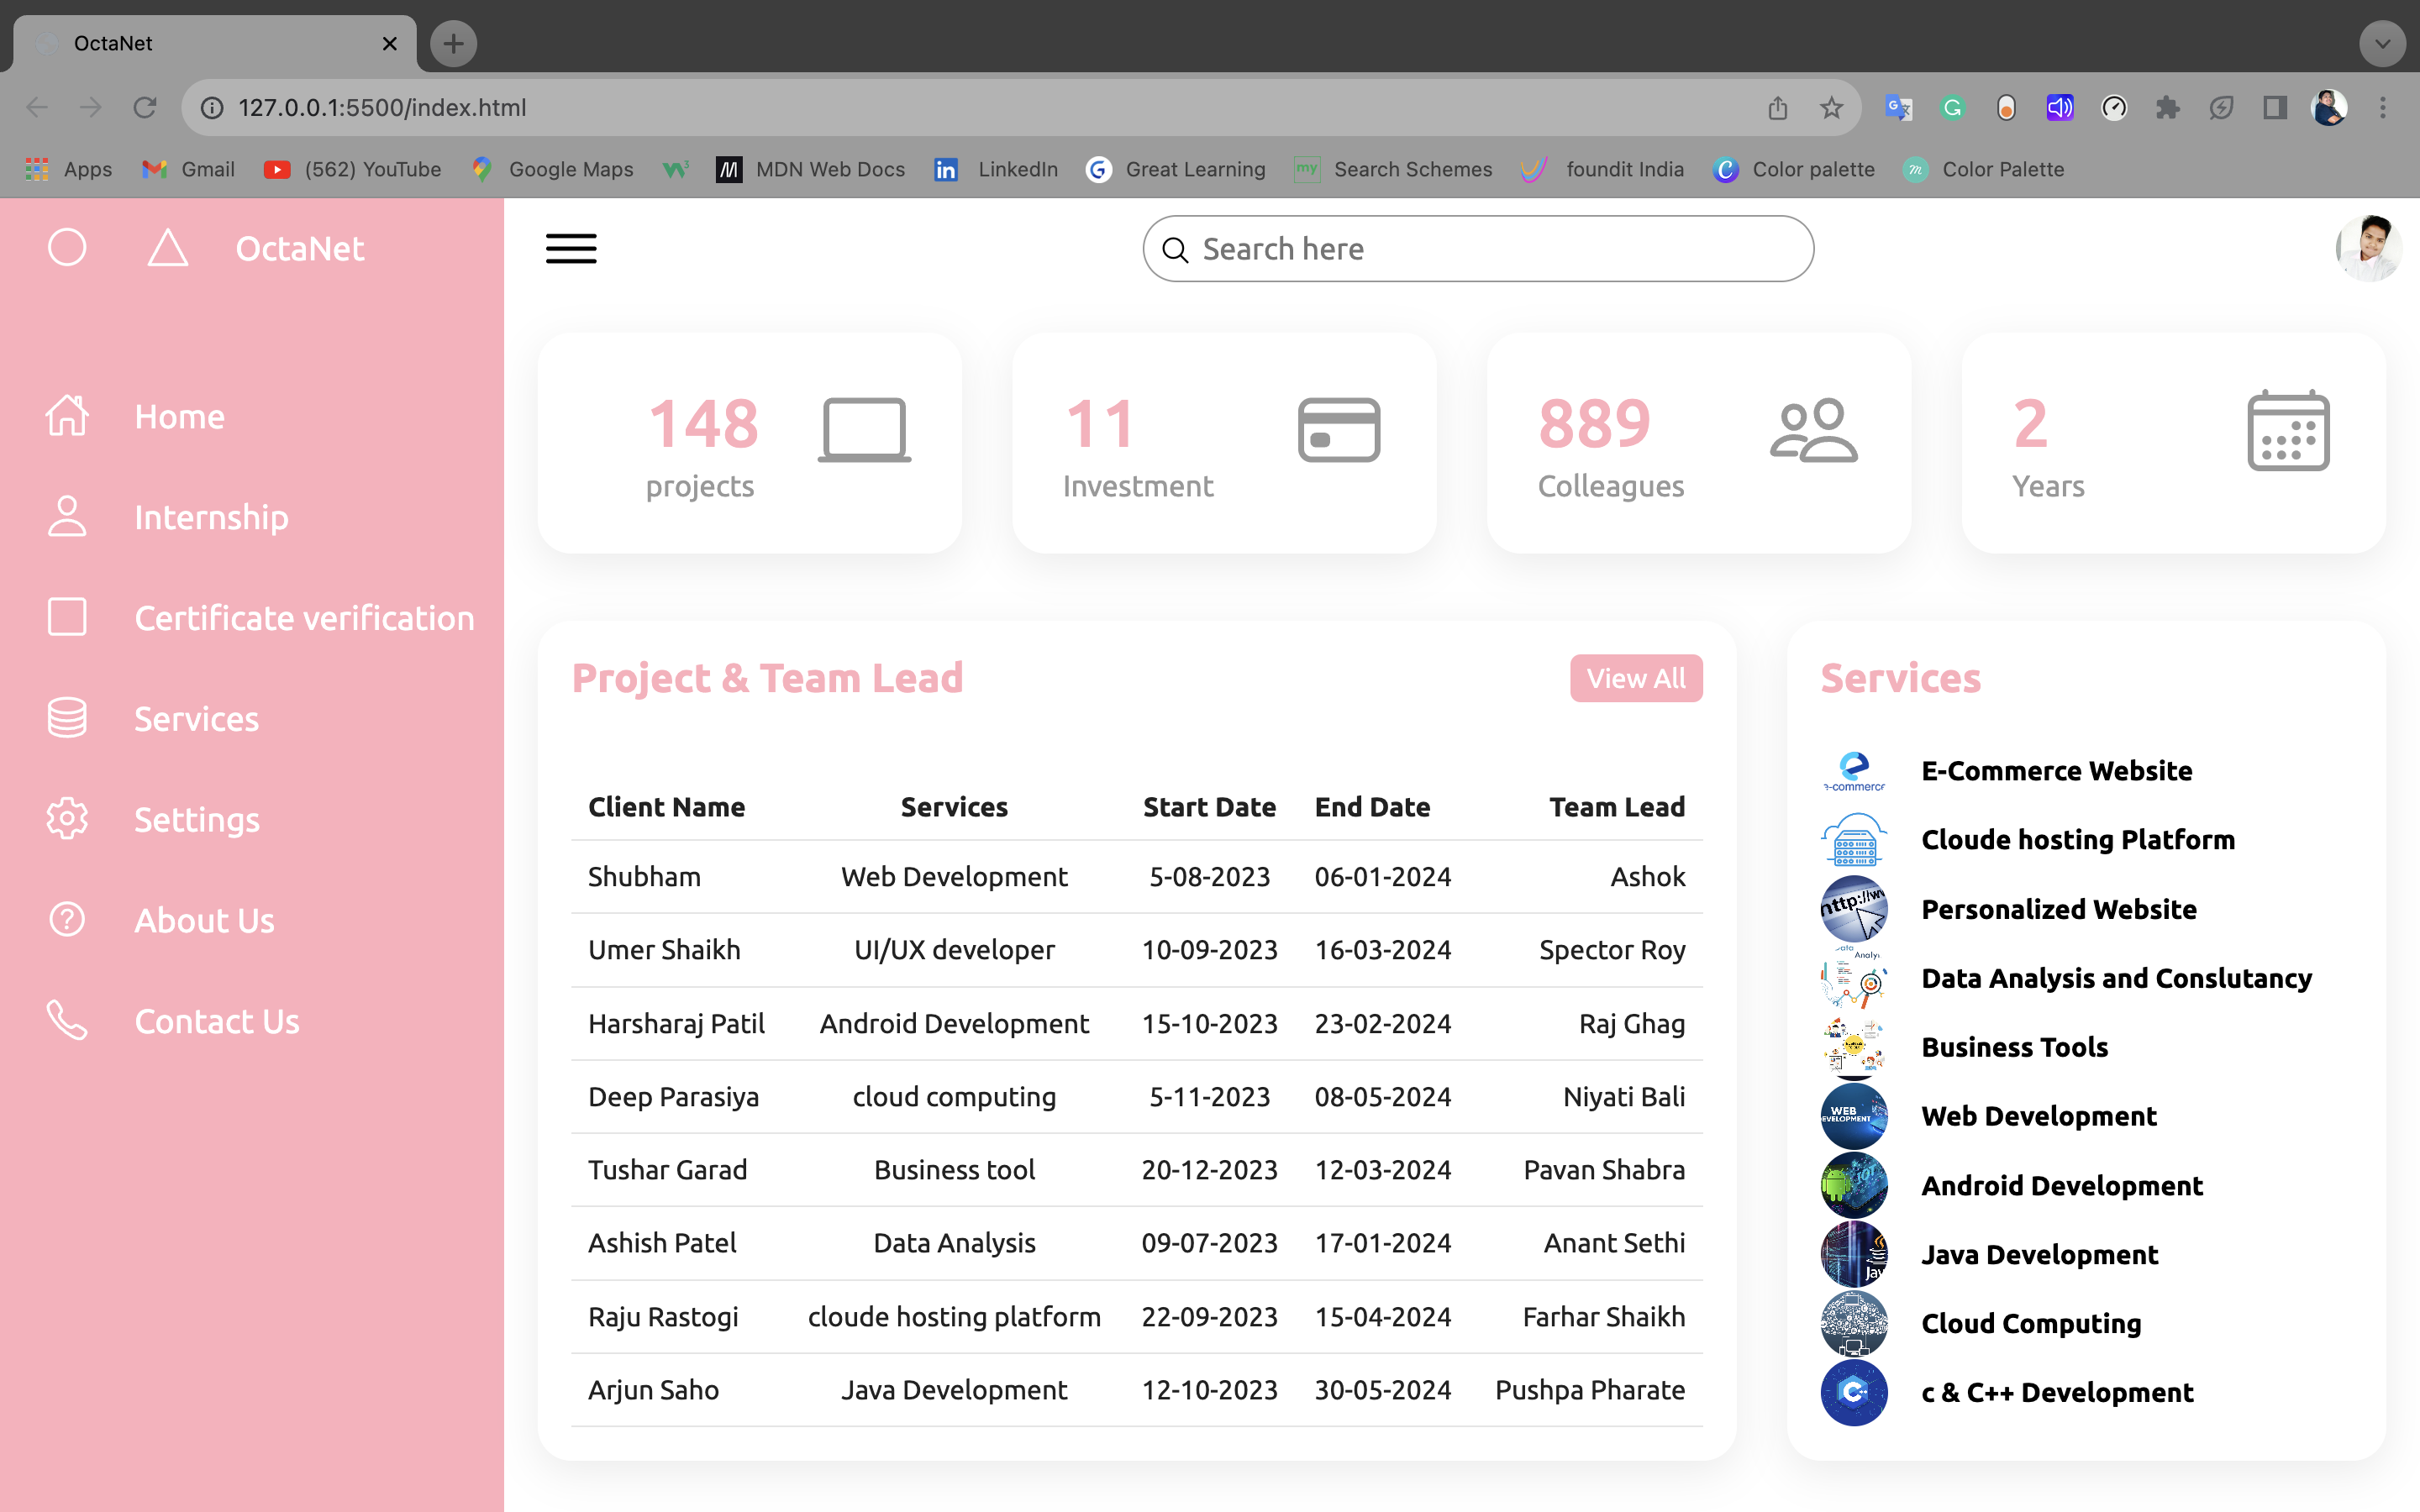 OctaNet
127.0.0.1:5500/index.html
Apps Gmail (562) YouTube Google Maps MDN Web Docs LinkedIn Great Learning my Search Schemes foundit India Color palette Color Palette
OctaNet
Search here
Home
Internship
Certificate verification
Services
Settings
About Us
Contact Us
148
projects
11
Investment
889
Colleagues
2
Years
Project & Team Lead View All
Client Name Services Start Date End Date Team Lead
Shubham Web Development 5-08-2023 06-01-2024 Ashok
Umer Shaikh UI/UX developer 10-09-2023 16-03-2024 Spector Roy
Harsharaj Patil Android Development 15-10-2023 23-02-2024 Raj Ghag
Deep Parasiya cloud computing 5-11-2023 08-05-2024 Niyati Bali
Tushar Garad Business tool 20-12-2023 12-03-2024 Pavan Shabra
Ashish Patel Data Analysis 09-07-2023 17-01-2024 Anant Sethi
Raju Rastogi cloude hosting platform 22-09-2023 15-04-2024 Farhar Shaikh
Arjun Saho Java Development 12-10-2023 30-05-2024 Pushpa Pharate
Services
E-Commerce Website
Cloude hosting Platform
Personalized Website
Data Analysis and Conslutancy
Business Tools
Web Development
Android Development
Java Development
Cloud Computing
c & C++ Development